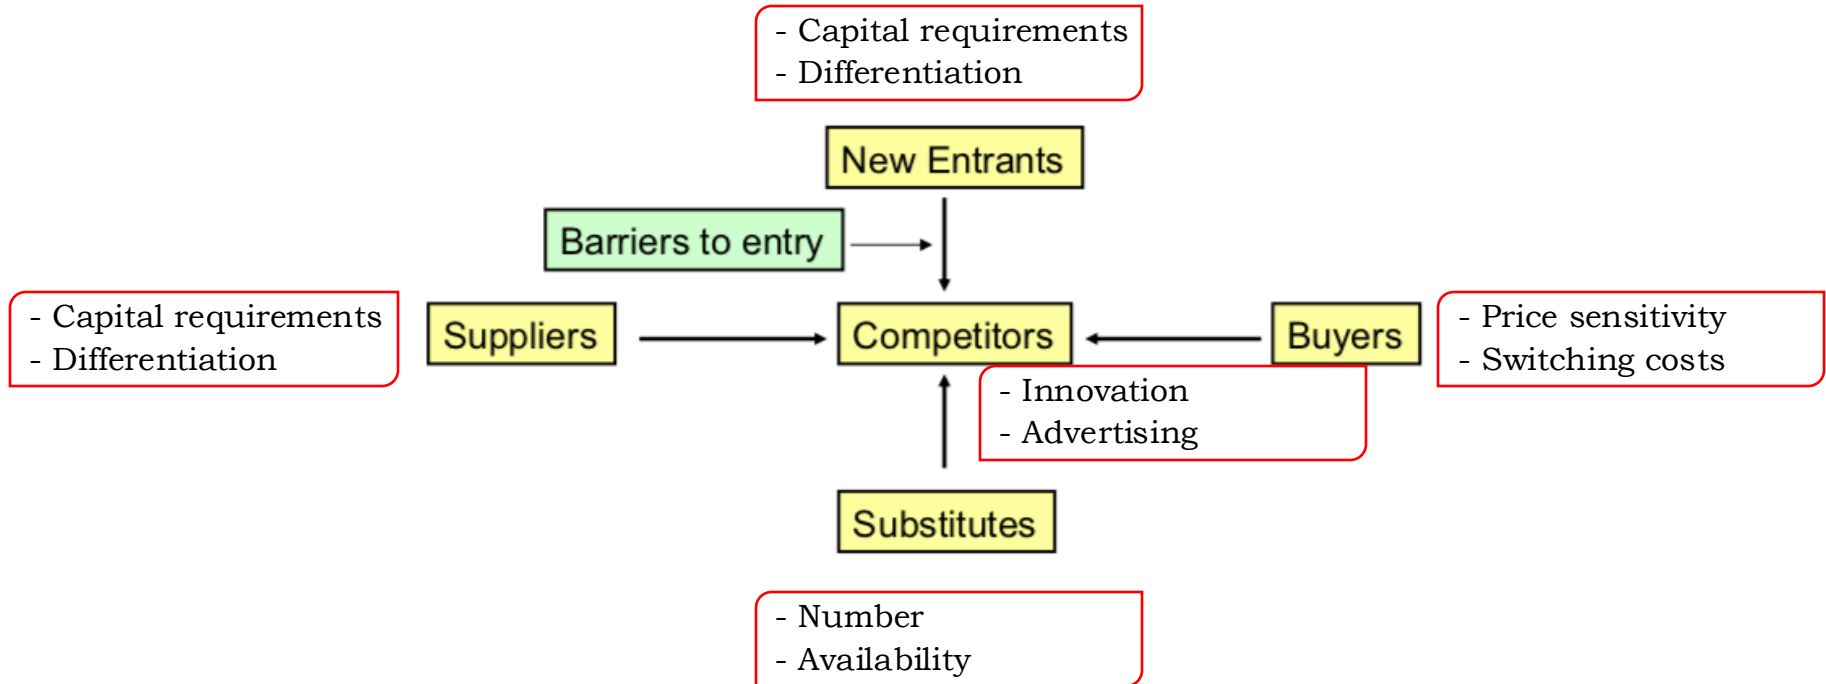 - Capital requirements
- Differentiation
New Entrants
Barriers to entry
- Capital requirements
- Differentiation
Suppliers
Competitors
Buyers
- Price sensitivity
- Switching costs
- Innovation
- Advertising
Substitutes
- Number
- Availability